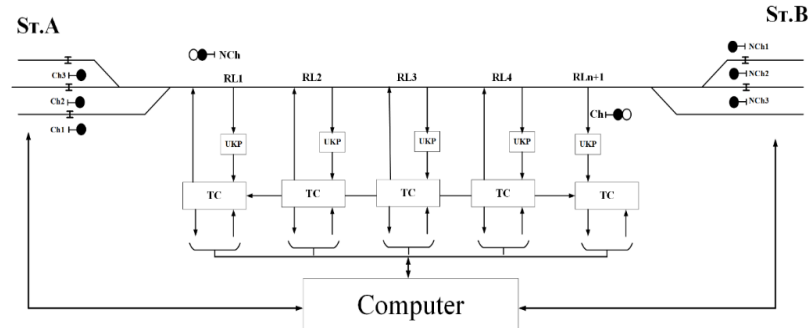 ST.A
ST.B
NCh
NCh1
Ch3
RL1
RL2
RL3
RL4
RLn+1
NCh2
Ch2
NCh3
Ch1
Ch
UKP
UKP
UKP
UKP
UKP
TC
TC
TC
TC
TC
Computer